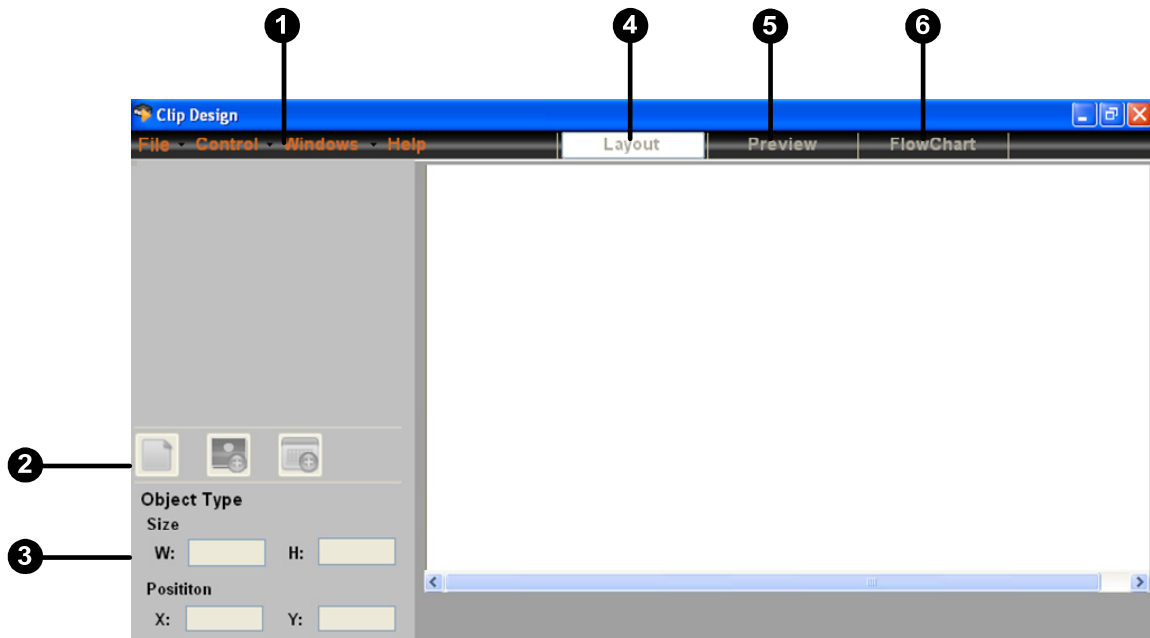 1 4 5 6
Clip Design
File Control Windows Help Layout Preview FlowChart
2
Object Type
Size
3 W: H:
Posititon
X: Y: